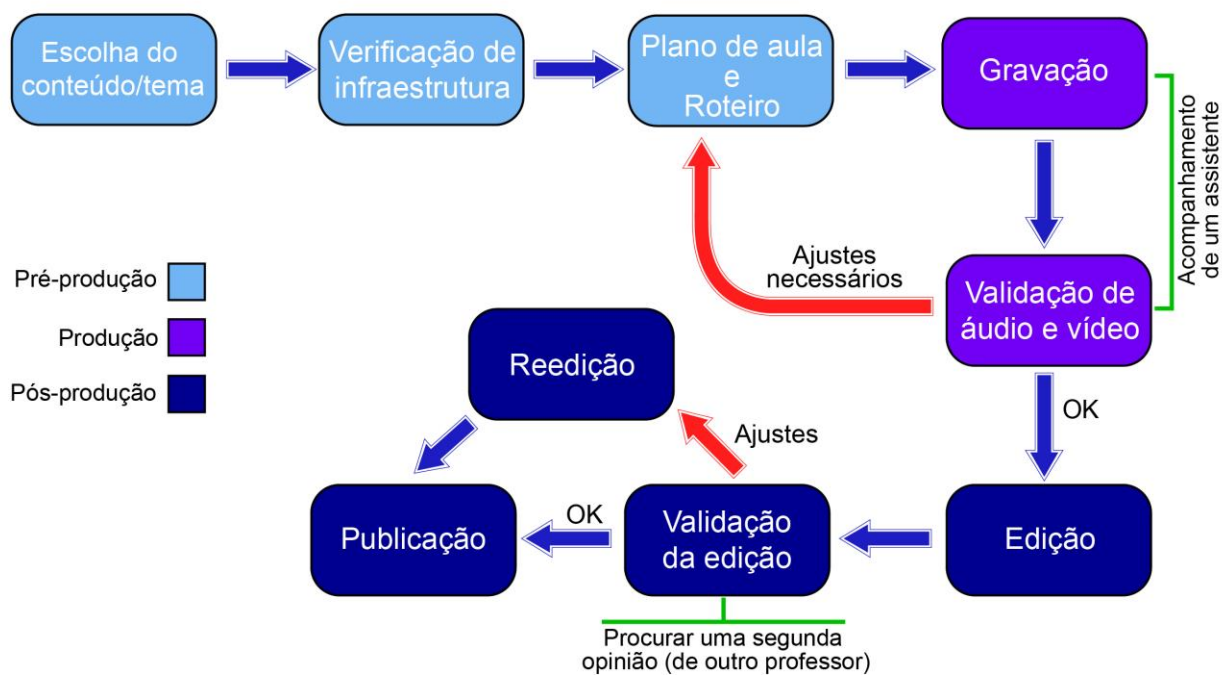 Escolha do
conteúdo/tema
Verificação de
infraestrutura
Plano de aula
e
Roteiro
Gravação
Acompanhamento
de um assistente
Ajustes
necessários
Validação de
áudio e vídeo
Pré-produção
Produção
Pós-produção
Reedição
Ajustes
OK
Publicação
OK
Validação
da edição
Edição
Procurar uma segunda
opinião (de outro professor)